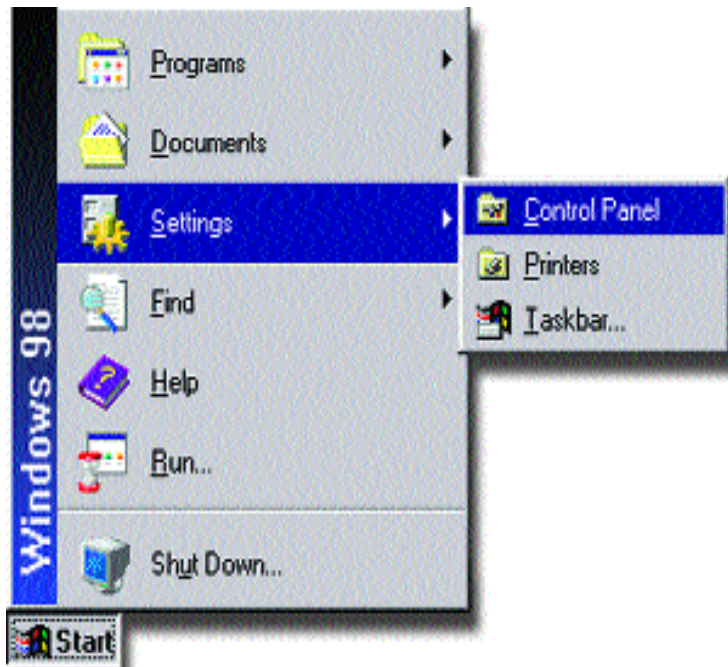 Windows 98
Programs
Documents
Settings
Find
Help
Run...
Shut Down...
Control Panel
Printers
Taskbar...
Start